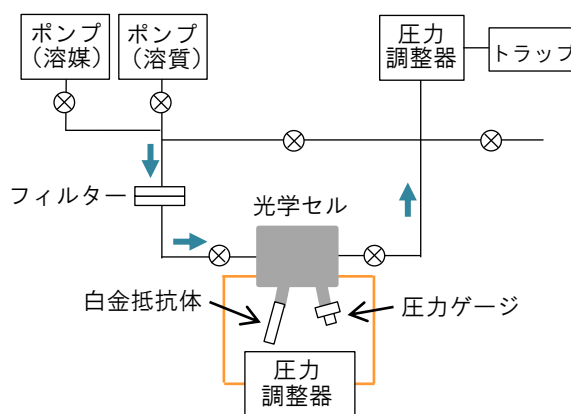 ポンプ
（溶媒）
ポンプ
（溶質）
圧力
調整器
トラップ
フィルター
光学セル
白金抵抗体
圧力ゲージ
圧力
調整器